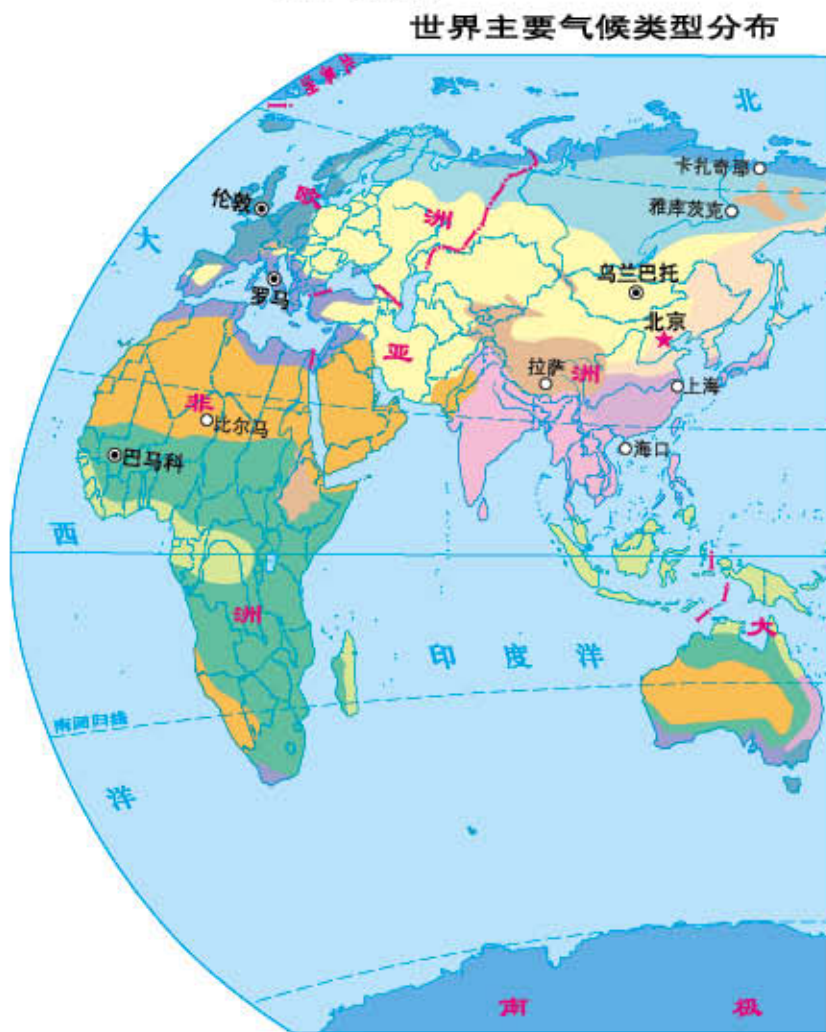 世界主要气候类型分布
北美洲
北
卡扎奇耶
欧
伦敦
洲
雅库茨克
大
乌兰巴托
罗马
北京
亚
拉萨
洲
上海
非
比尔马
海口
巴马科
西
洲
大
印度洋
南回归线
洋
南极